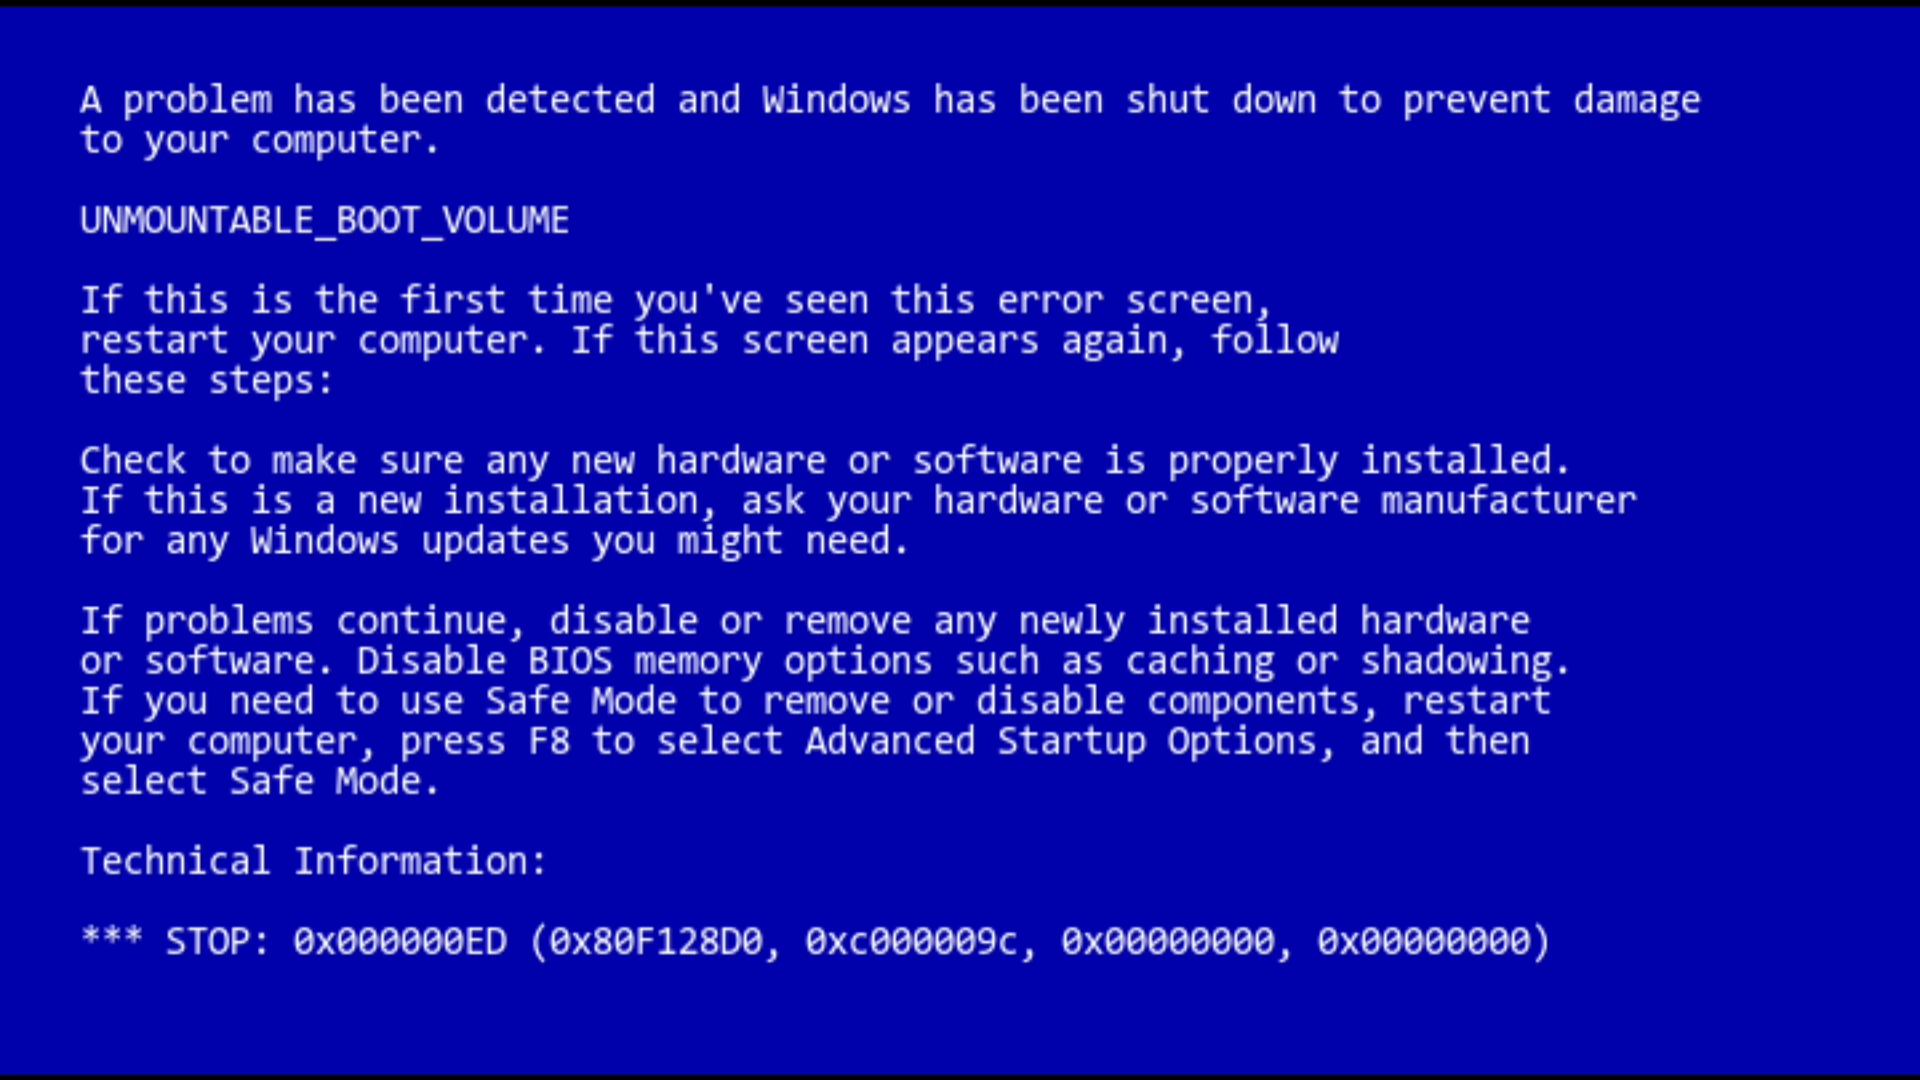 A problem has been detected and Windows has been shut down to prevent damage
to your computer.
UNMOUNTABLE_BOOT_VOLUME
If this is the first time you've seen this error screen,
restart your computer. If this screen appears again, follow
these steps:
Check to make sure any new hardware or software is properly installed.
If this is a new installation, ask your hardware or software manufacturer
for any Windows updates you might need.
If problems continue, disable or remove any newly installed hardware
or software. Disable BIOS memory options such as caching or shadowing.
If you need to use Safe Mode to remove or disable components, restart
your computer, press F8 to select Advanced Startup Options, and then
select Safe Mode.
Technical Information:
*** STOP: 0x000000ED (0x80F128D0, 0xc000009c, 0x00000000, 0x00000000)